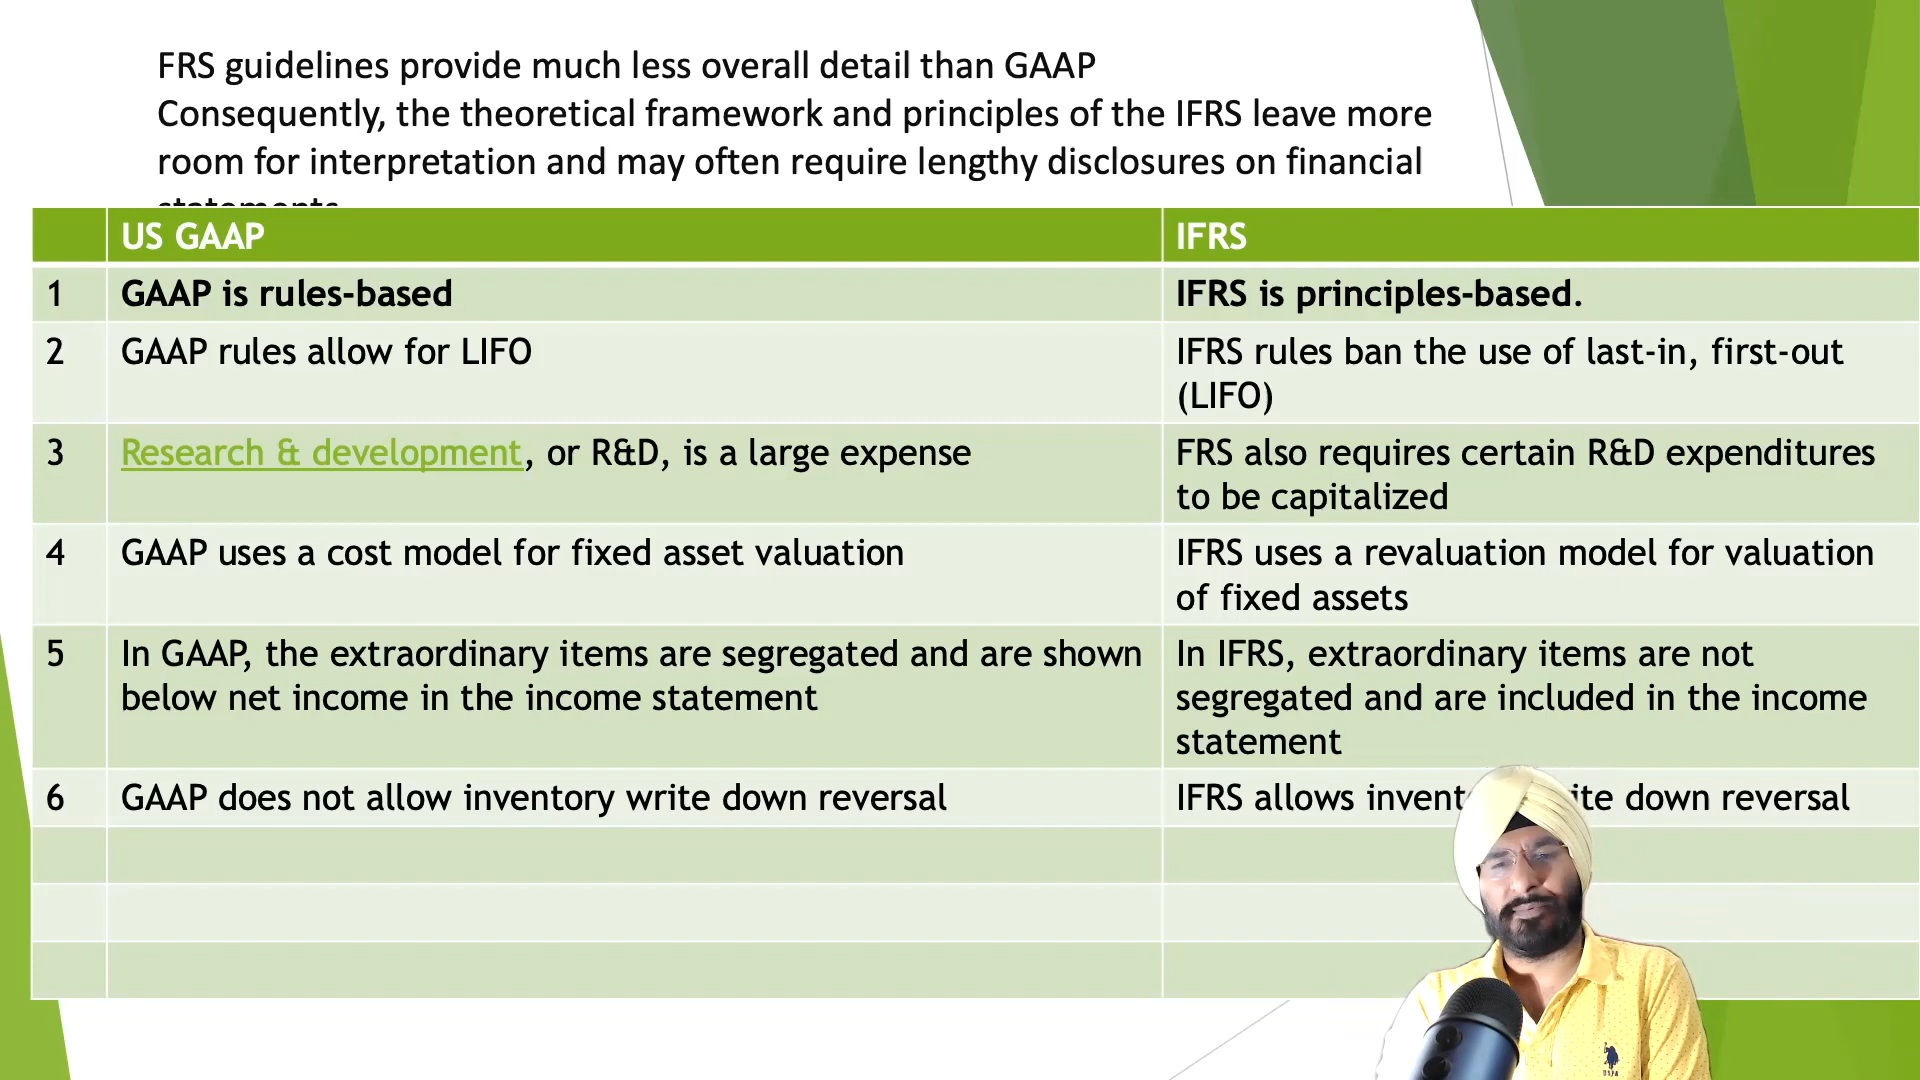 FRS guidelines provide much less overall detail than GAAP
Consequently, the theoretical framework and principles of the IFRS leave more
room for interpretation and may often require lengthy disclosures on financial
US GAAP
IFRS
1
GAAP is rules-based
IFRS is principles-based.
2
GAAP rules allow for LIFO
IFRS rules ban the use of last-in, first-out
(LIFO)
3
Research & development, or R&D, is a large expense
FRS also requires certain R&D expenditures
to be capitalized
4
GAAP uses a cost model for fixed asset valuation
IFRS uses a revaluation model for valuation
of fixed assets
5
In GAAP, the extraordinary items are segregated and are shown
below net income in the income statement
In IFRS, extraordinary items are not
segregated and are included in the income
statement
6
GAAP does not allow inventory write down reversal
IFRS allows down reversal